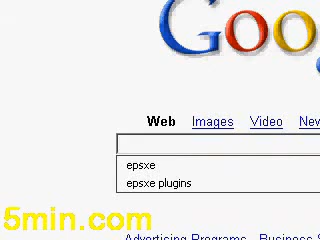 Goo
Web Images Video New
epsxe
epsxe plugins
5min.com
Advertising Programs Business S